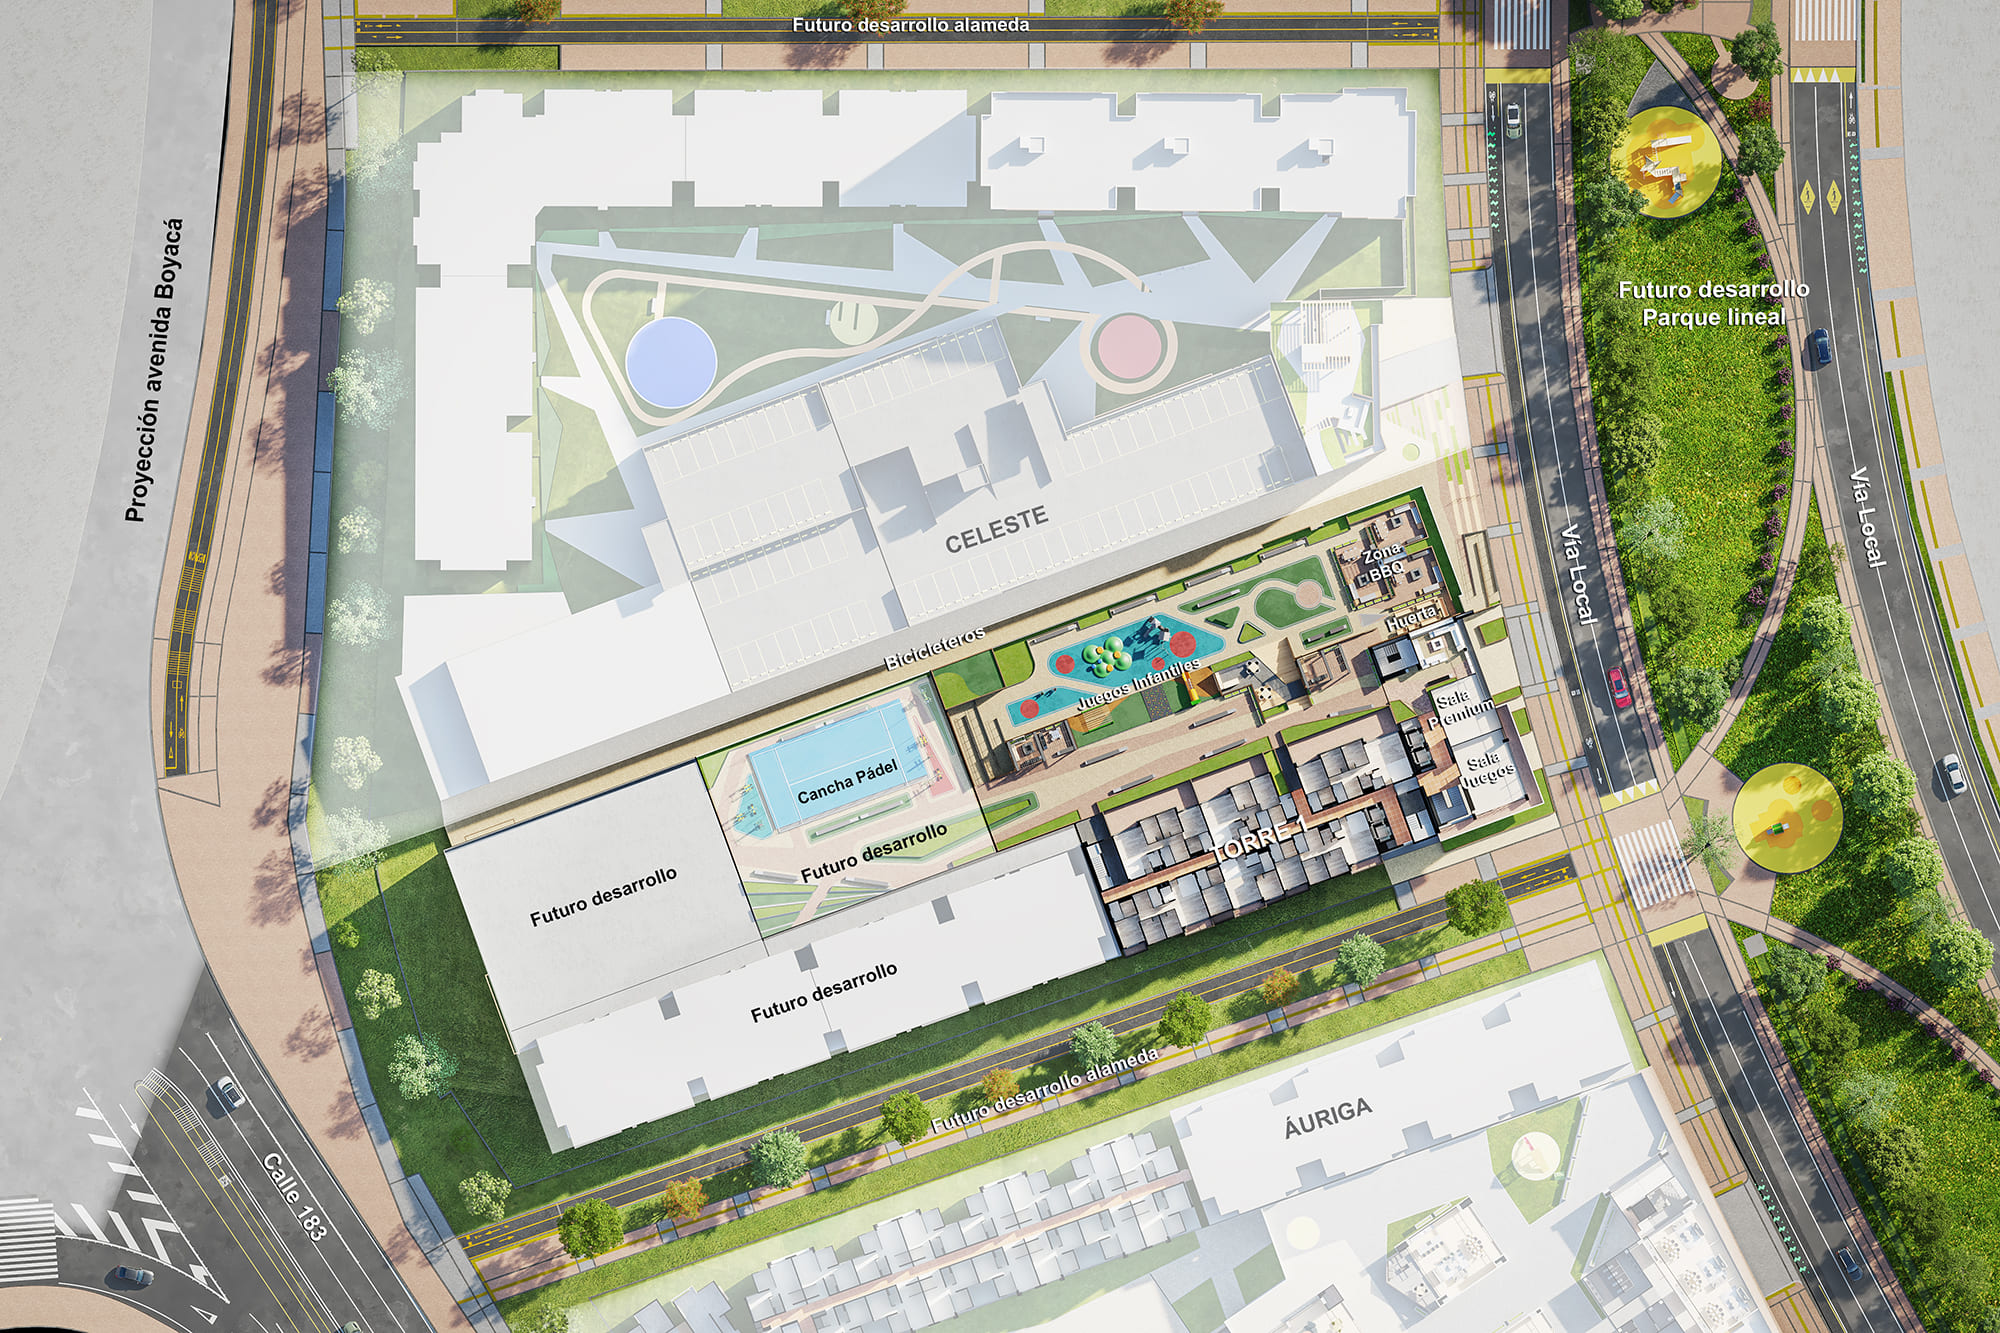 Futuro desarrollo alameda
Proyección avenida Boyacá
Futuro desarrollo
Parque lineal
Vía Local
Vía Local
CELESTE
Zona
BBQ
Huerta
Bicicleteros
Juegos Infantiles
Sala
Premium
Sala
Juegos
Cancha Pádel
TORRE 1
Futuro desarrollo
Futuro desarrollo
Futuro desarrollo
Futuro desarrollo alameda
ÁURIGA
Calle 183